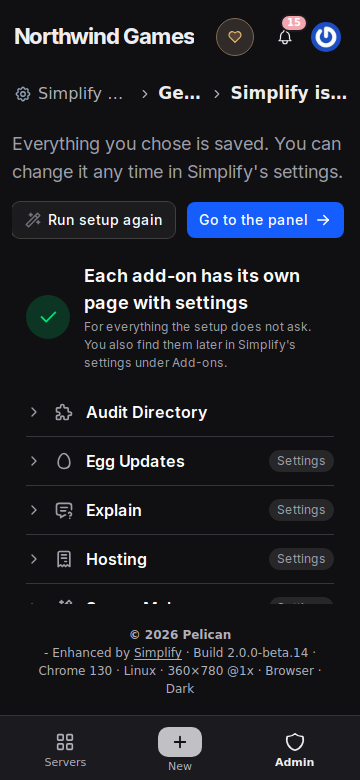 Northwind Games
15
Simplify ...
Ge...
Simplify is...
Everything you chose is saved. You can
change it any time in Simplify's settings.
Run setup again
Go to the panel
Each add-on has its own
page with settings
For everything the setup does not ask.
You also find them later in Simplify's
settings under Add-ons.
Audit Directory
Egg Updates
Settings
Explain
Settings
Hosting
Settings
© 2026 Pelican
- Enhanced by Simplify · Build 2.0.0-beta.14 ·
Chrome 130 · Linux · 360×780 @1x · Browser ·
Dark
Servers
New
Admin